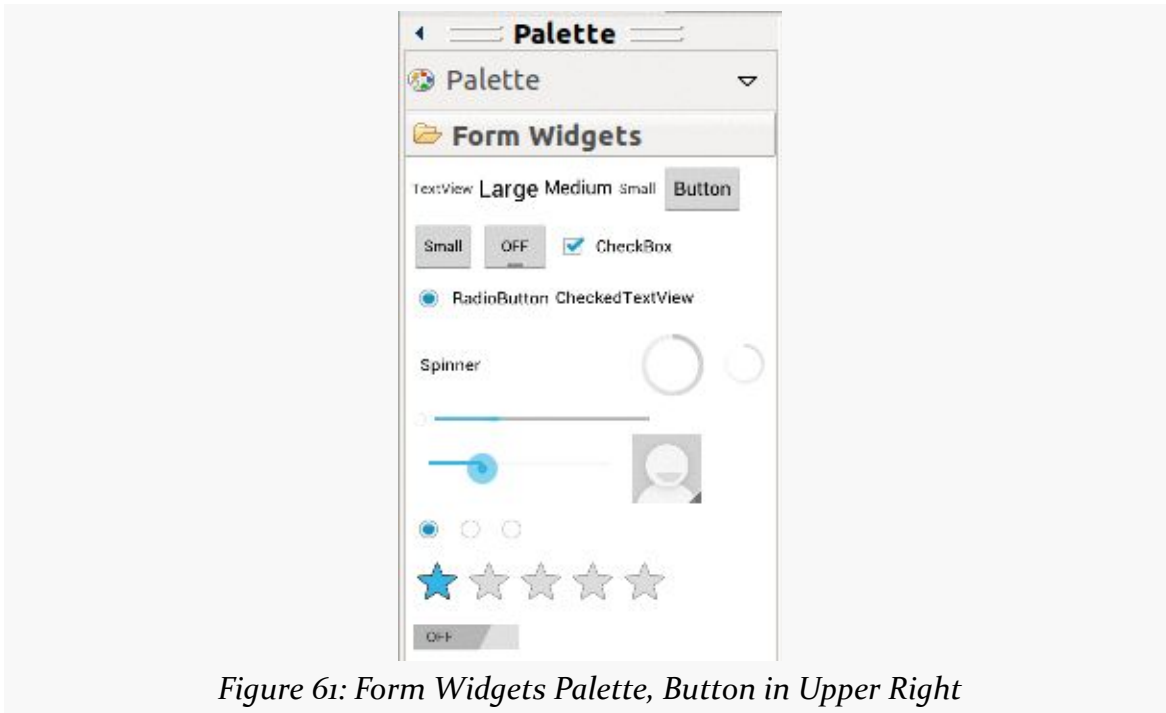 Palette
Palette
Form Widgets
TextView Large Medium Small Button
Small OFF CheckBox
RadioButton CheckedTextView
Spinner
OFF
Figure 61: Form Widgets Palette, Button in Upper Right